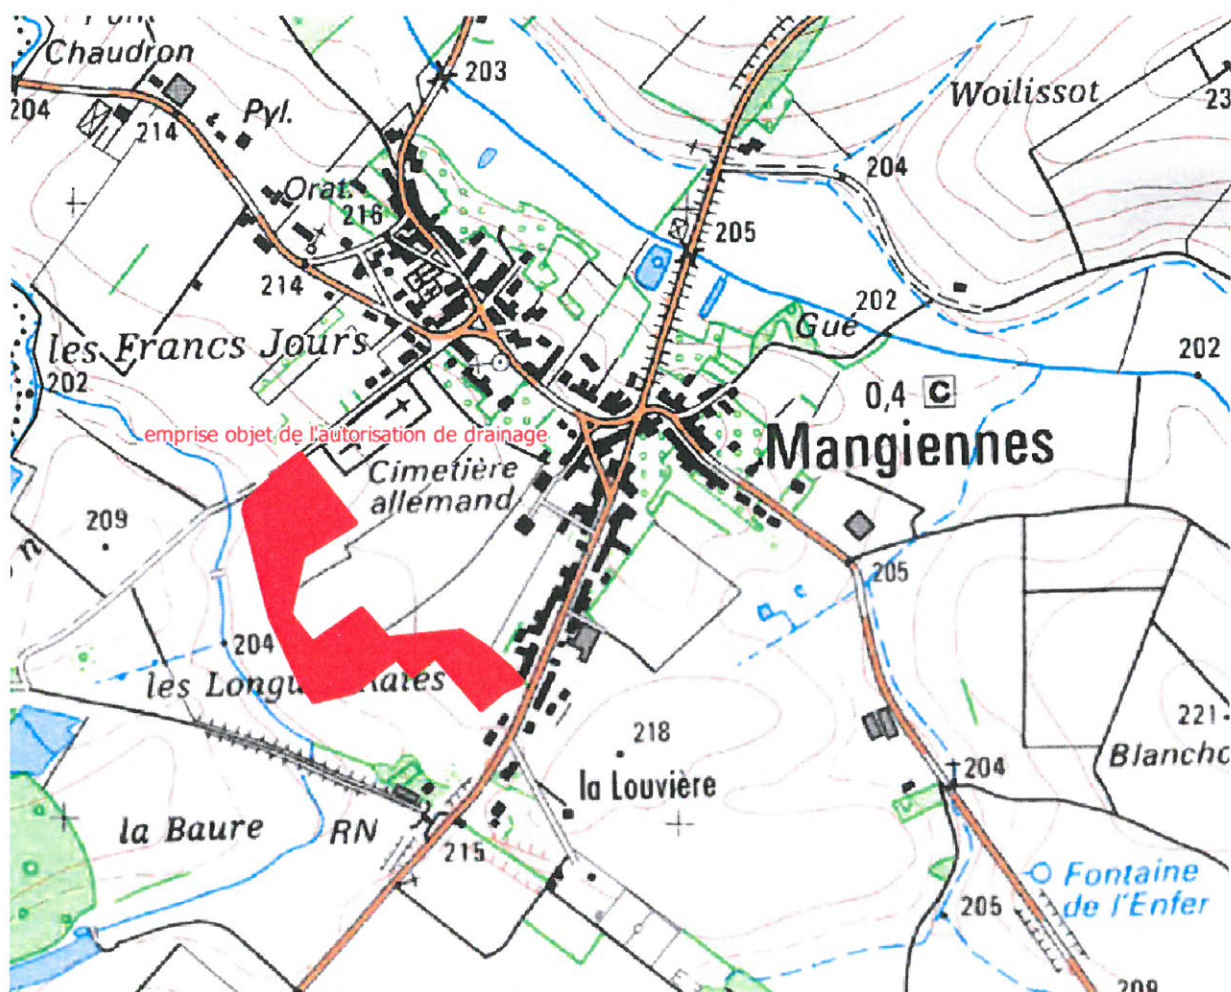 Chaudron
203
204
214
Pyl.
Woilissot
204
Orat.
216
205
214
202
Gué
les Francs Jours
202
202
0,4 C
emprise objet de l'autorisation de drainage
Mangiennes
Cimetière
allemand
209
205
204
les Longu
221
218
Blanch
204
la Louvière
la Baure
RN
215
Fontaine
de l'Enfer
205
209